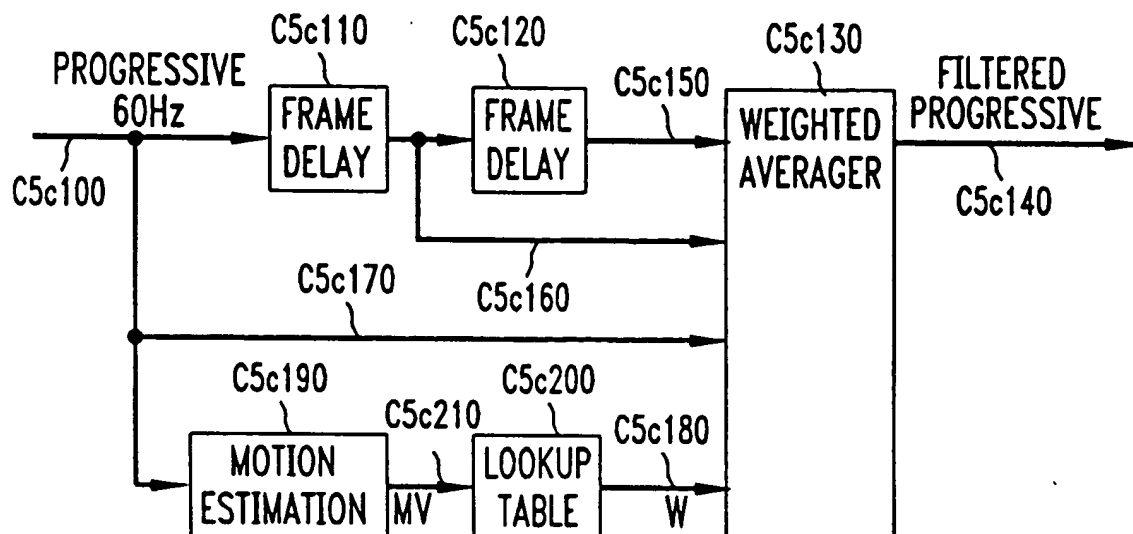 C5c110
C5c120
C5c130
PROGRESSIVE
60Hz
C5c150
FILTERED
PROGRESSIVE
FRAME
DELAY
FRAME
DELAY
WEIGHTED
AVERAGER
C5c100
C5c140
C5c160
C5c170
C5c190
C5c210
C5c200
C5c180
MOTION
ESTIMATION
MV
LOOKUP
TABLE
W